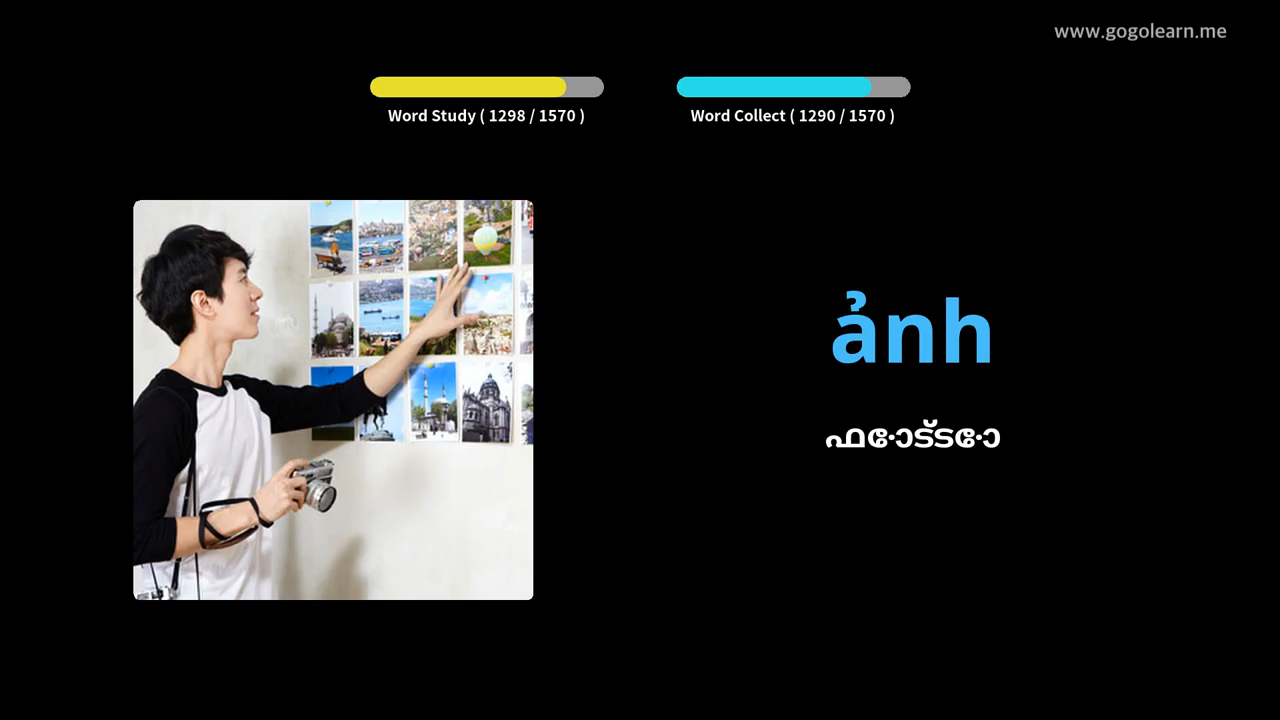 www.gogolearn.me
Word Study ( 1298 / 1570 )
Word Collect ( 1290 / 1570 )
ảnh
ഫോട്ടോ